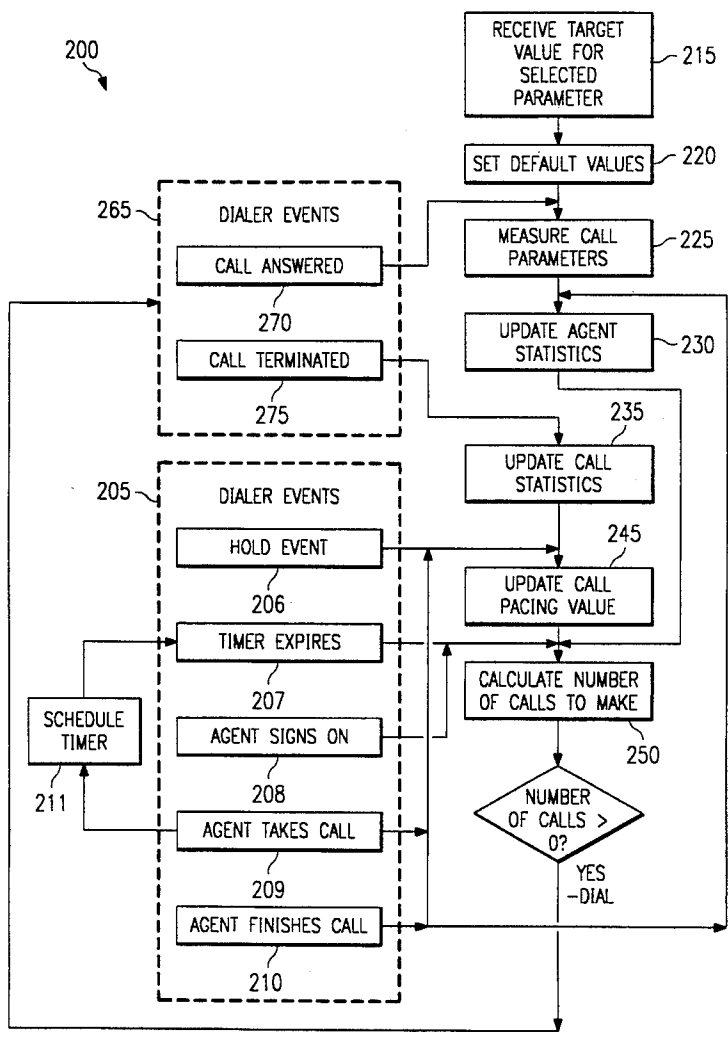 200
RECEIVE TARGET
VALUE FOR
SELECTED
PARAMETER
215
SET DEFAULT VALUES
220
265
DIALER EVENTS
CALL ANSWERED
270
CALL TERMINATED
275
MEASURE CALL
PARAMETERS
225
UPDATE AGENT
STATISTICS
230
235
UPDATE CALL
STATISTICS
205
DIALER EVENTS
HOLD EVENT
206
TIMER EXPIRES
207
AGENT SIGNS ON
208
AGENT TAKES CALL
209
AGENT FINISHES CALL
210
SCHEDULE
TIMER
211
245
UPDATE CALL
PACING VALUE
CALCULATE NUMBER
OF CALLS TO MAKE
250
NUMBER
OF CALLS >
0?
YES
-DIAL